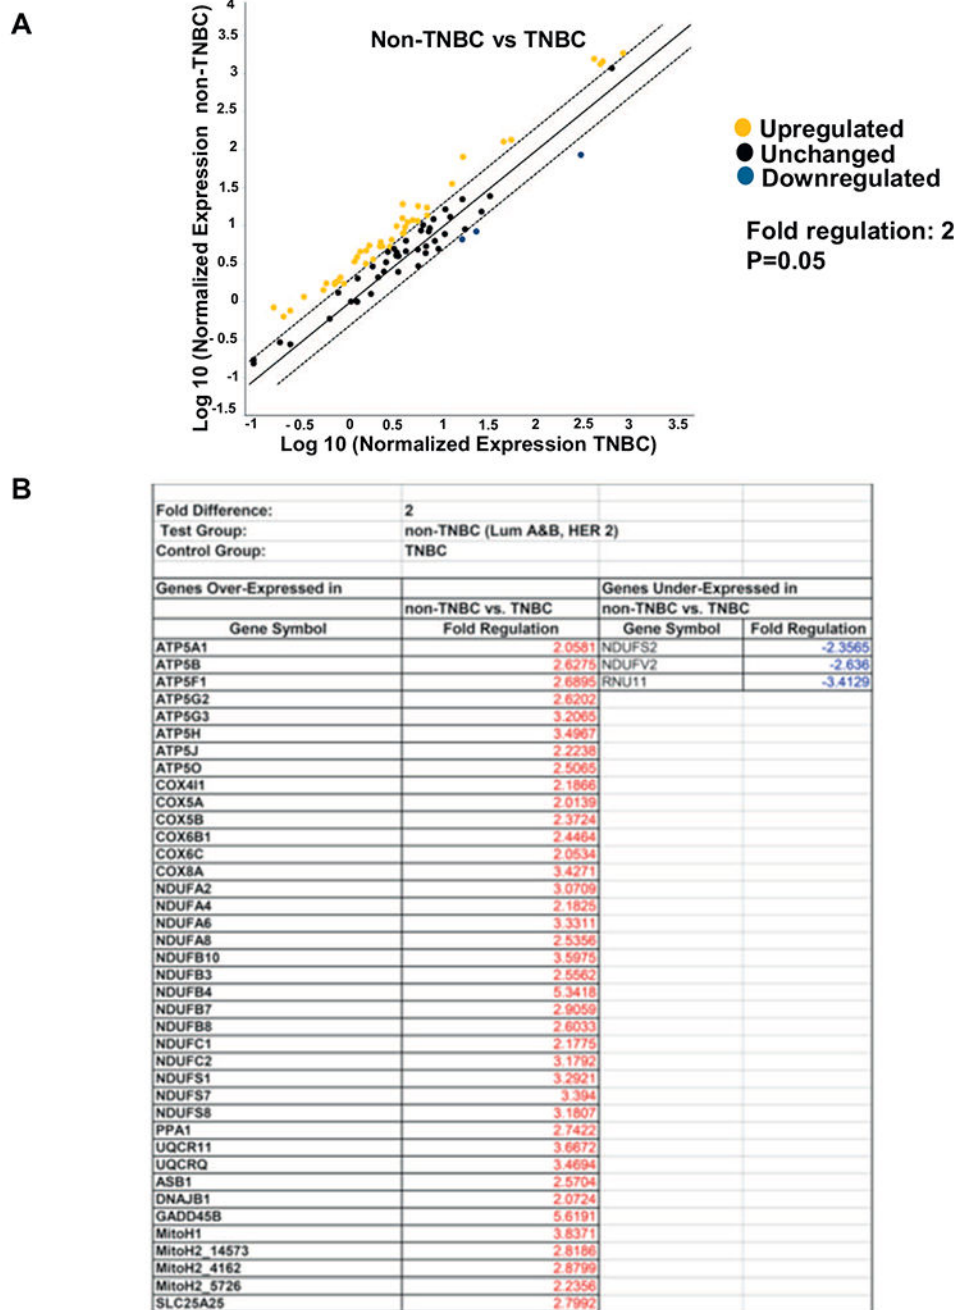 A
Non-TNBC vs TNBC
Log 10 (Normalized Expression non-TNBC)
4
3.5
3
2.5
2
1.5
1
0.5
0
- 0.5
-1
-1.5
-1 - 0.5 0 0.5 1 1.5 2 2.5 3 3.5
Log 10 (Normalized Expression TNBC)
Upregulated
Unchanged
Downregulated
Fold regulation: 2
P=0.05
B
Fold Difference: 2
Test Group: non-TNBC (Lum A&B, HER 2)
Control Group: TNBC
Genes Over-Expressed in Genes Under-Expressed in
non-TNBC vs. TNBC non-TNBC vs. TNBC
Gene Symbol Fold Regulation Gene Symbol Fold Regulation
ATP5A1 2.0581 NDUFS2 -2.3565
ATP5B 2.6275 NDUFV2 -2.636
ATP5F1 2.6895 RNU11 -3.4129
ATP5G2 2.6202
ATP5G3 3.2065
ATP5H 3.4967
ATP5J 2.2238
ATP5O 2.5065
COX4I1 2.1866
COX5A 2.0139
COX5B 2.3724
COX6B1 2.4464
COX6C 2.0534
COX8A 3.4271
NDUFA2 3.0709
NDUFA4 2.1825
NDUFA6 3.3311
NDUFA8 2.5356
NDUFB10 3.5975
NDUFB3 2.5562
NDUFB4 5.3418
NDUFB7 2.9059
NDUFB8 2.6033
NDUFC1 2.1775
NDUFC2 3.1792
NDUFS1 3.2921
NDUFS7 3.394
NDUFS8 3.1807
PPA1 2.7422
UQCR11 3.6672
UQCRQ 3.4694
ASB1 2.5704
DNAJB1 2.0724
GADD45B 5.6191
MitoH1 3.8371
MitoH2_14573 2.8186
MitoH2_4162 2.8799
MitoH2_5726 2.2356
SLC25A25 2.7992